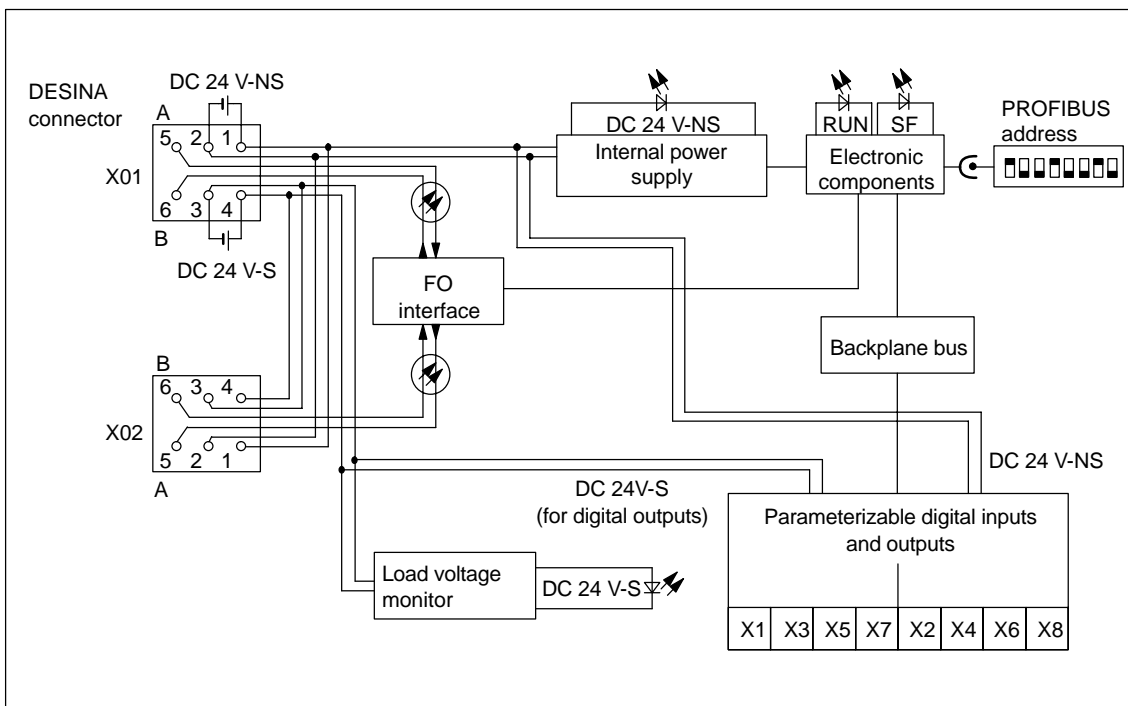 DESINA
connector
DC 24 V-NS
A
5 2 1
X01
6 3 4
B
DC 24 V-S
DC 24 V-NS
Internal power
supply
RUN SF
Electronic
components
PROFIBUS
address
FO
interface
Backplane bus
B
6 3 4
X02
5 2 1
A
DC 24V-S
(for digital outputs)
DC 24 V-NS
Parameterizable digital inputs
and outputs
Load voltage
monitor
DC 24 V-S
X1 X3 X5 X7 X2 X4 X6 X8